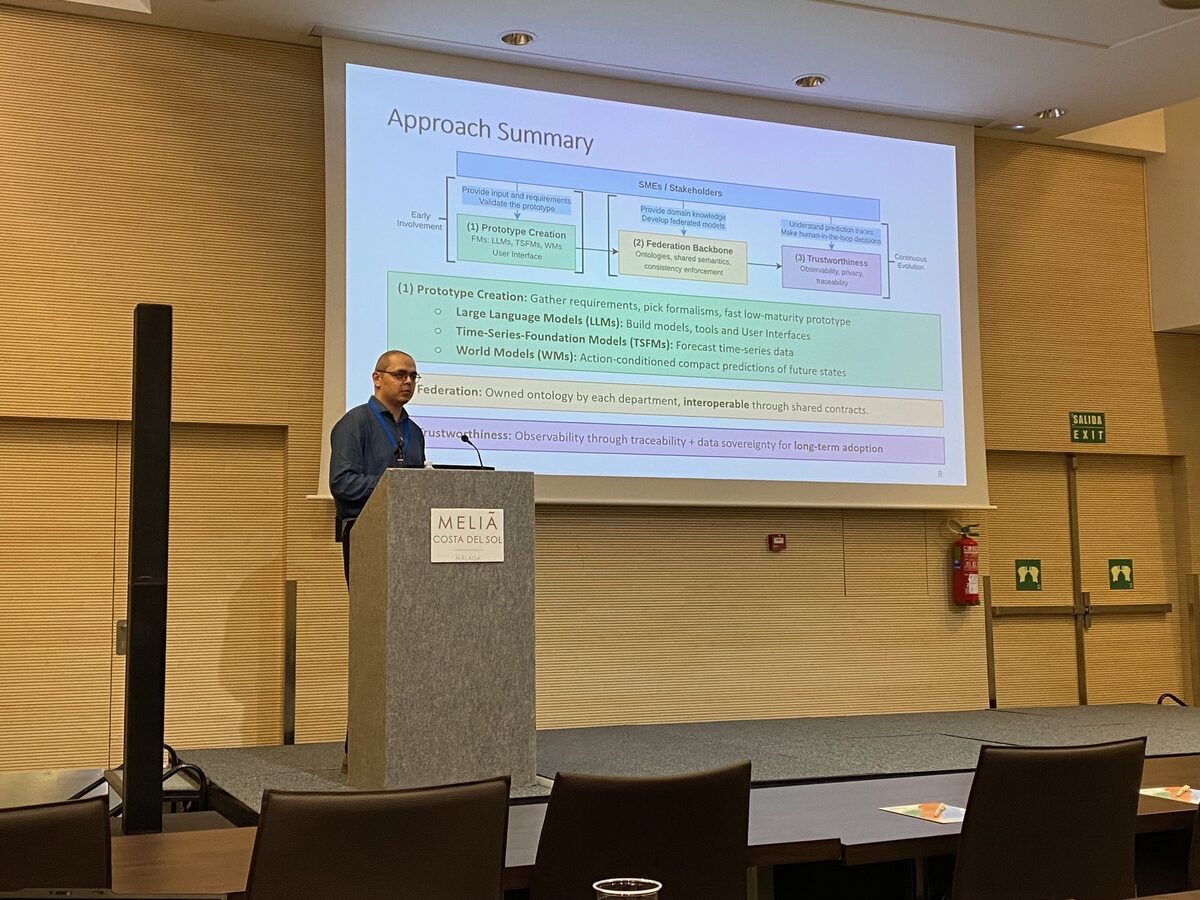 Approach Summary
SMEs / Stakeholders
Early
Involvement
Provide input and requirements
Validate the prototype
(1) Prototype Creation
FMs: LLMs, TSFMs, WMs
User Interface
Provide domain knowledge
Develop federated models
(2) Federation Backbone
Ontologies, shared semantics,
consistency enforcement
Understand prediction traces
Make human-in-the-loop decisions
(3) Trustworthiness
Observability, privacy,
traceability
Continuous
Evolution
(1) Prototype Creation: Gather requirements, pick formalisms, fast low-maturity prototype
Large Language Models (LLMs): Build models, tools and User Interfaces
Time-Series-Foundation Models (TSFMs): Forecast time-series data
World Models (WMs): Action-conditioned compact predictions of future states
Federation: Owned ontology by each department, interoperable through shared contracts.
Trustworthiness: Observability through traceability + data sovereignty for long-term adoption
8
SALIDA
EXIT
MELIÃ
COSTA DEL SOL
MÁLAGA